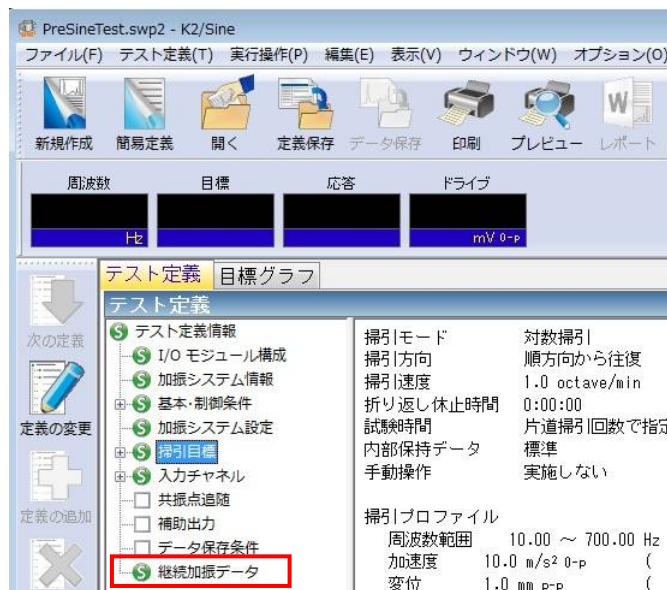 PreSineTest.swp2 - K2/Sine
ファイル(F) テスト定義(T) 実行操作(P) 編集(E) 表示(V) ウィンドウ(W) オプション(O)
新規作成 簡易定義 開く 定義保存 データ保存 印刷 プレビュー レポート
周波数 目標 応答 ドライブ
Hz mV 0-p
テスト定義 目標グラフ
テスト定義
次の定義
定義の変更
定義の追加
テスト定義情報
I/O モジュール構成
加振システム情報
基本・制御条件
加振システム設定
掃引目標
入力チャネル
共振点追随
補助出力
データ保存条件
継続加振データ
掃引モード 対数掃引
掃引方向 順方向から往復
掃引速度 1.0 octave/min
折り返し休止時間 0:00:00
試験時間 片道掃引回数で指定
内部保持データ 標準
手動操作 実施しない
掃引プロファイル
周波数範囲 10.00 ～ 700.00 Hz
加速度 10.0 m/s² 0-p (
変位 1.0 mm p-p (